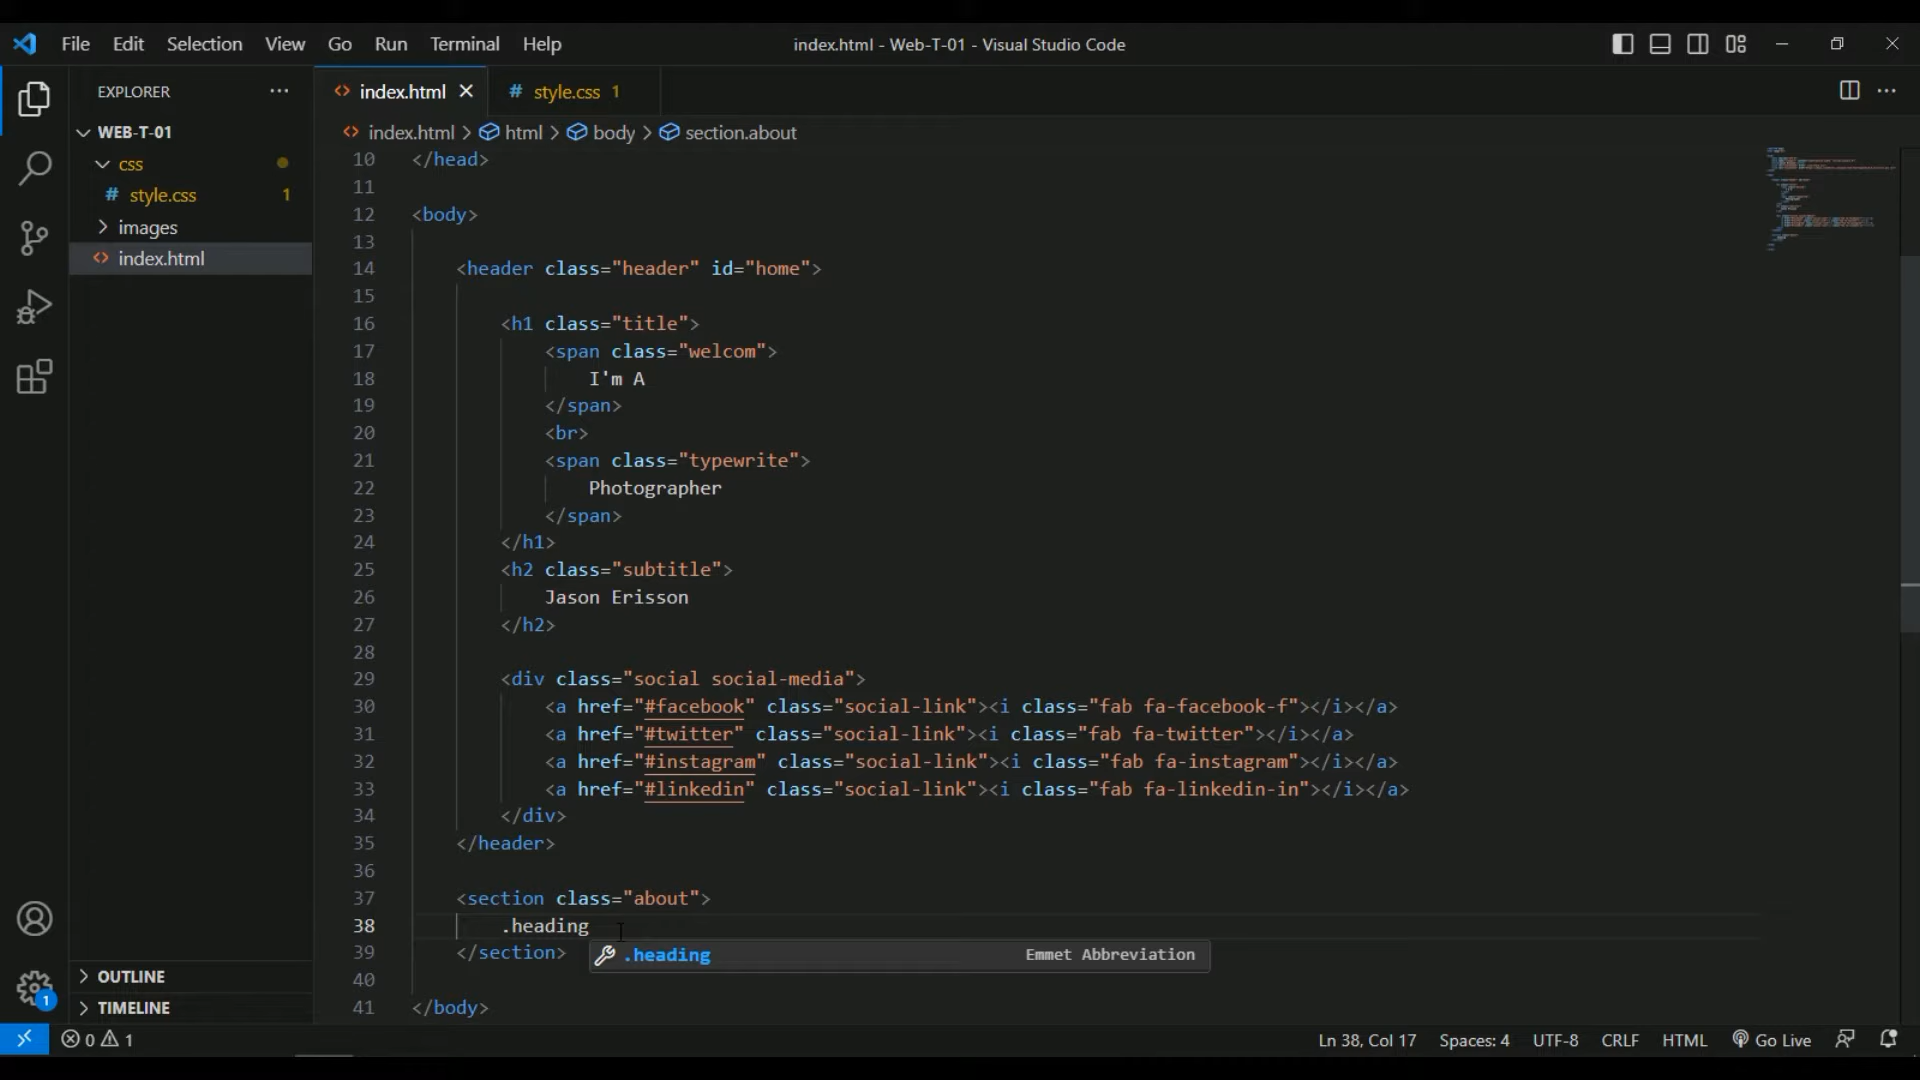 File Edit Selection View Go Run Terminal Help index.html - Web-T-01 - Visual Studio Code
EXPLORER ···
WEB-T-01
css
# style.css 1
images
<> index.html
OUTLINE
TIMELINE
<> index.html × # style.css 1
<> index.html > html > body > section.about
10 </head>
11
12 <body>
13
14 <header class="header" id="home">
15
16 <h1 class="title">
17 <span class="welcom">
18 I'm A
19 </span>
20 <br>
21 <span class="typewrite">
22 Photographer
23 </span>
24 </h1>
25 <h2 class="subtitle">
26 Jason Erisson
27 </h2>
28
29 <div class="social social-media">
30 <a href="#facebook" class="social-link"><i class="fab fa-facebook-f"></i></a>
31 <a href="#twitter" class="social-link"><i class="fab fa-twitter"></i></a>
32 <a href="#instagram" class="social-link"><i class="fab fa-instagram"></i></a>
33 <a href="#linkedin" class="social-link"><i class="fab fa-linkedin-in"></i></a>
34 </div>
35 </header>
36
37 <section class="about">
38 .heading
39 </section>
.heading Emmet Abbreviation
40
41 </body>
1
0 1 Ln 38, Col 17 Spaces: 4 UTF-8 CRLF HTML Go Live